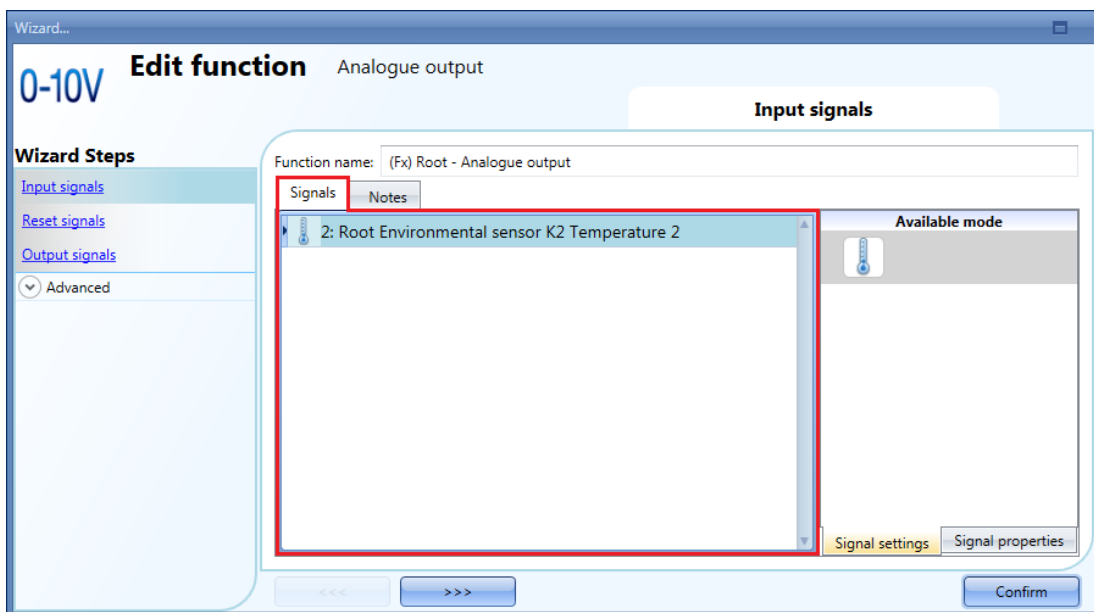 Wizard...
0-10V
Edit function Analogue output
Input signals
Wizard Steps
Input signals
Reset signals
Output signals
Advanced
Function name: (Fx) Root - Analogue output
Signals Notes
2: Root Environmental sensor K2 Temperature 2
Available mode
Signal settings Signal properties
<<< >>> Confirm